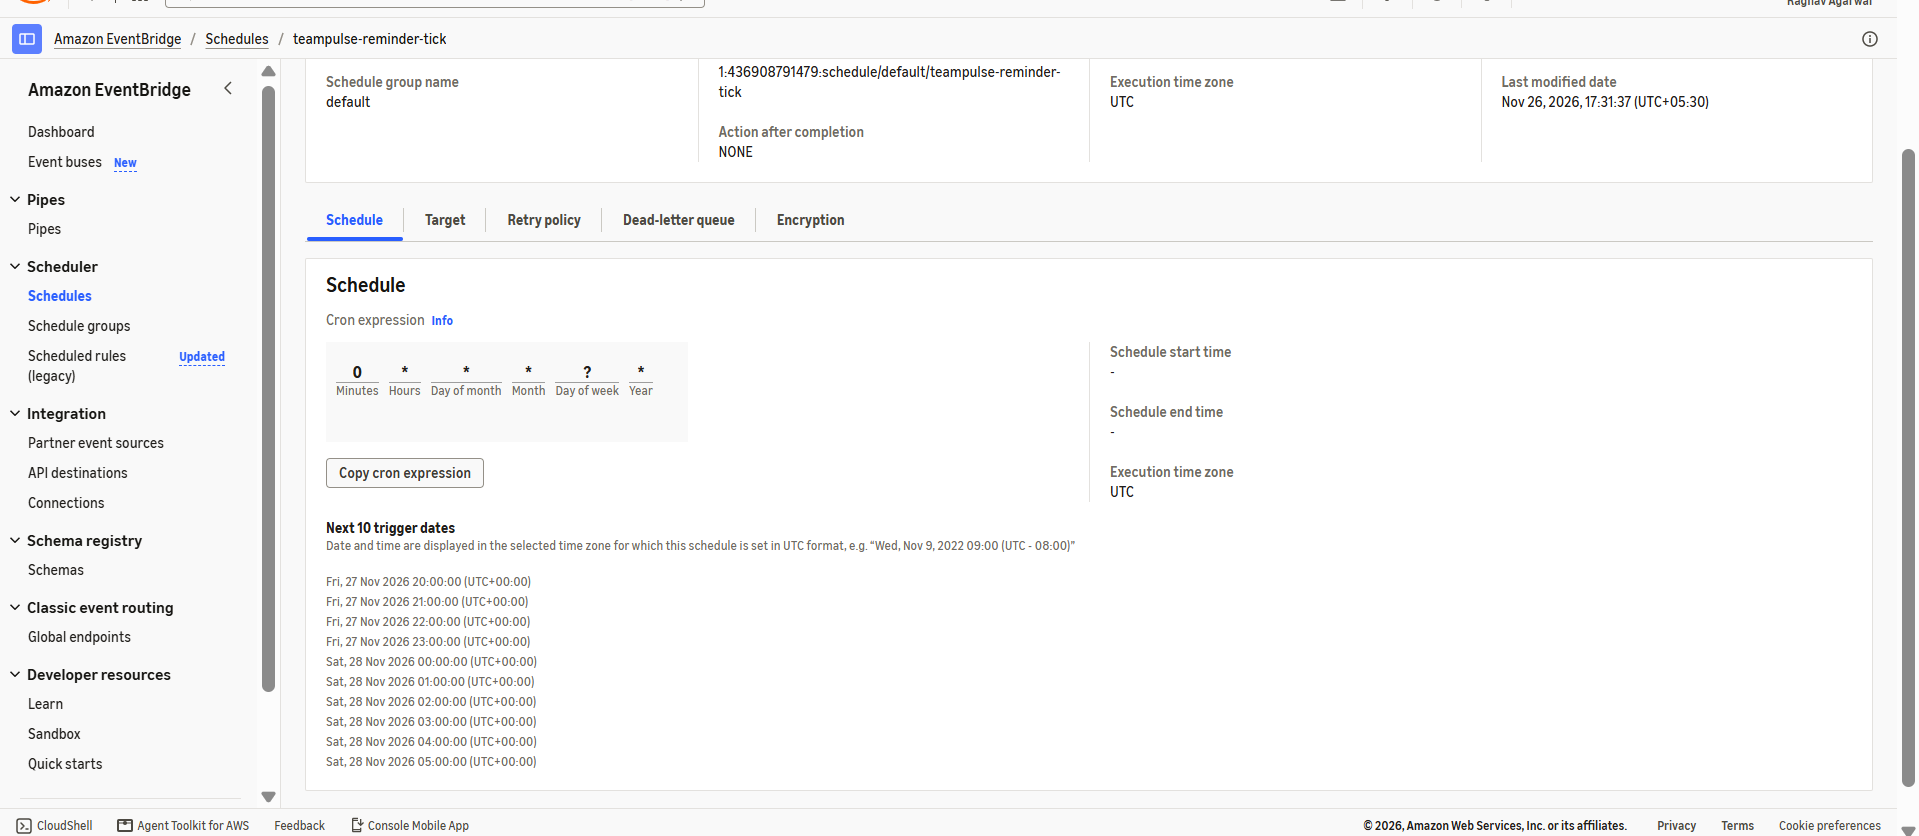 Raghav Agarwal
Amazon EventBridge / Schedules / teampulse-reminder-tick
Amazon EventBridge
Dashboard
Event buses New
Pipes
Pipes
Scheduler
Schedules
Schedule groups
Scheduled rules Updated
(legacy)
Integration
Partner event sources
API destinations
Connections
Schema registry
Schemas
Classic event routing
Global endpoints
Developer resources
Learn
Sandbox
Quick starts
Schedule group name
default
1:436908791479:schedule/default/teampulse-reminder-
tick
Action after completion
NONE
Execution time zone
UTC
Last modified date
Nov 26, 2026, 17:31:37 (UTC+05:30)
Schedule Target Retry policy Dead-letter queue Encryption
Schedule
Cron expression Info
0 * * * ? *
Minutes Hours Day of month Month Day of week Year
Copy cron expression
Schedule start time
-
Schedule end time
-
Execution time zone
UTC
Next 10 trigger dates
Date and time are displayed in the selected time zone for which this schedule is set in UTC format, e.g. “Wed, Nov 9, 2022 09:00 (UTC - 08:00)”
Fri, 27 Nov 2026 20:00:00 (UTC+00:00)
Fri, 27 Nov 2026 21:00:00 (UTC+00:00)
Fri, 27 Nov 2026 22:00:00 (UTC+00:00)
Fri, 27 Nov 2026 23:00:00 (UTC+00:00)
Sat, 28 Nov 2026 00:00:00 (UTC+00:00)
Sat, 28 Nov 2026 01:00:00 (UTC+00:00)
Sat, 28 Nov 2026 02:00:00 (UTC+00:00)
Sat, 28 Nov 2026 03:00:00 (UTC+00:00)
Sat, 28 Nov 2026 04:00:00 (UTC+00:00)
Sat, 28 Nov 2026 05:00:00 (UTC+00:00)
CloudShell Agent Toolkit for AWS Feedback Console Mobile App © 2026, Amazon Web Services, Inc. or its affiliates. Privacy Terms Cookie preferences